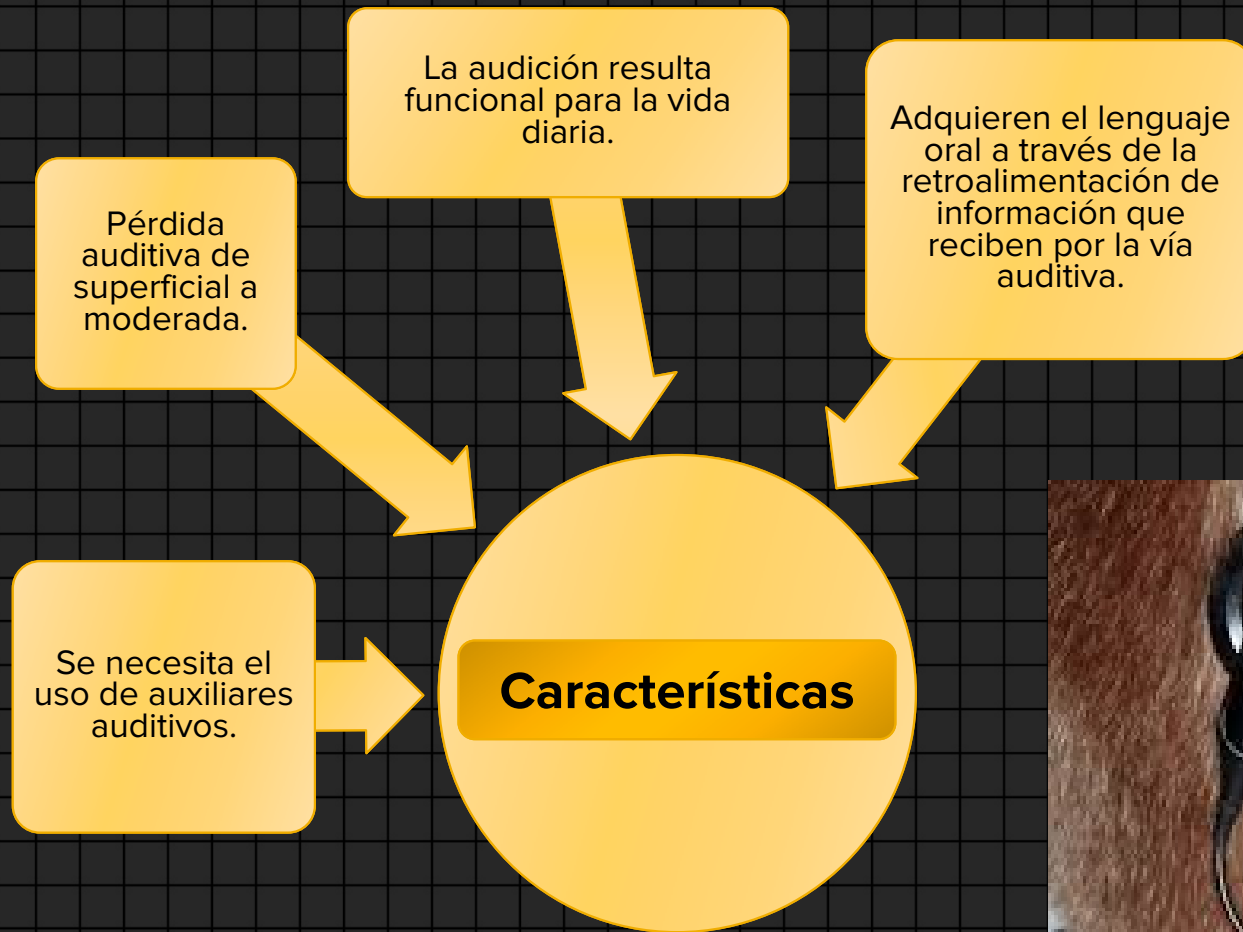 La audición resulta
funcional para la vida
diaria.
Adquieren el lenguaje
oral a través de la
retroalimentación de
información que
reciben por la vía
auditiva.
Pérdida
auditiva de
superficial a
moderada.
Se necesita el
uso de auxiliares
auditivos.
Características